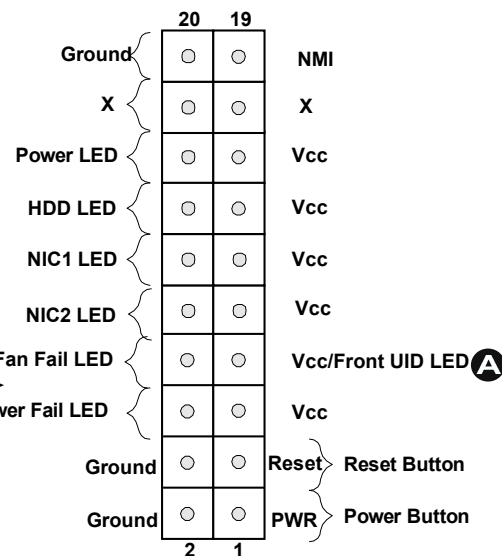 20 19
Ground NMI
X X
Power LED Vcc
HDD LED Vcc
NIC1 LED Vcc
NIC2 LED Vcc
Fan Fail LED Vcc/Front UID LED A
Fail LED Vcc
Ground Reset Reset Button
Ground PWR Power Button
2 1